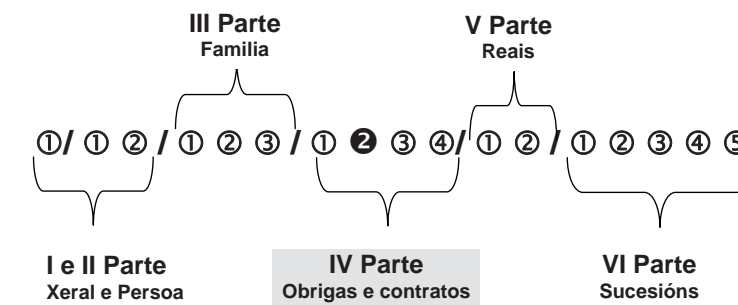 III Parte
Familia
V Parte
Reais
①/ ① ② / ① ② ③ / ① ❷ ③ ④/ ① ② / ① ② ③ ④ ⑤
I e II Parte
Xeral e Persoa
IV Parte
Obrigas e contratos
VI Parte
Sucesións